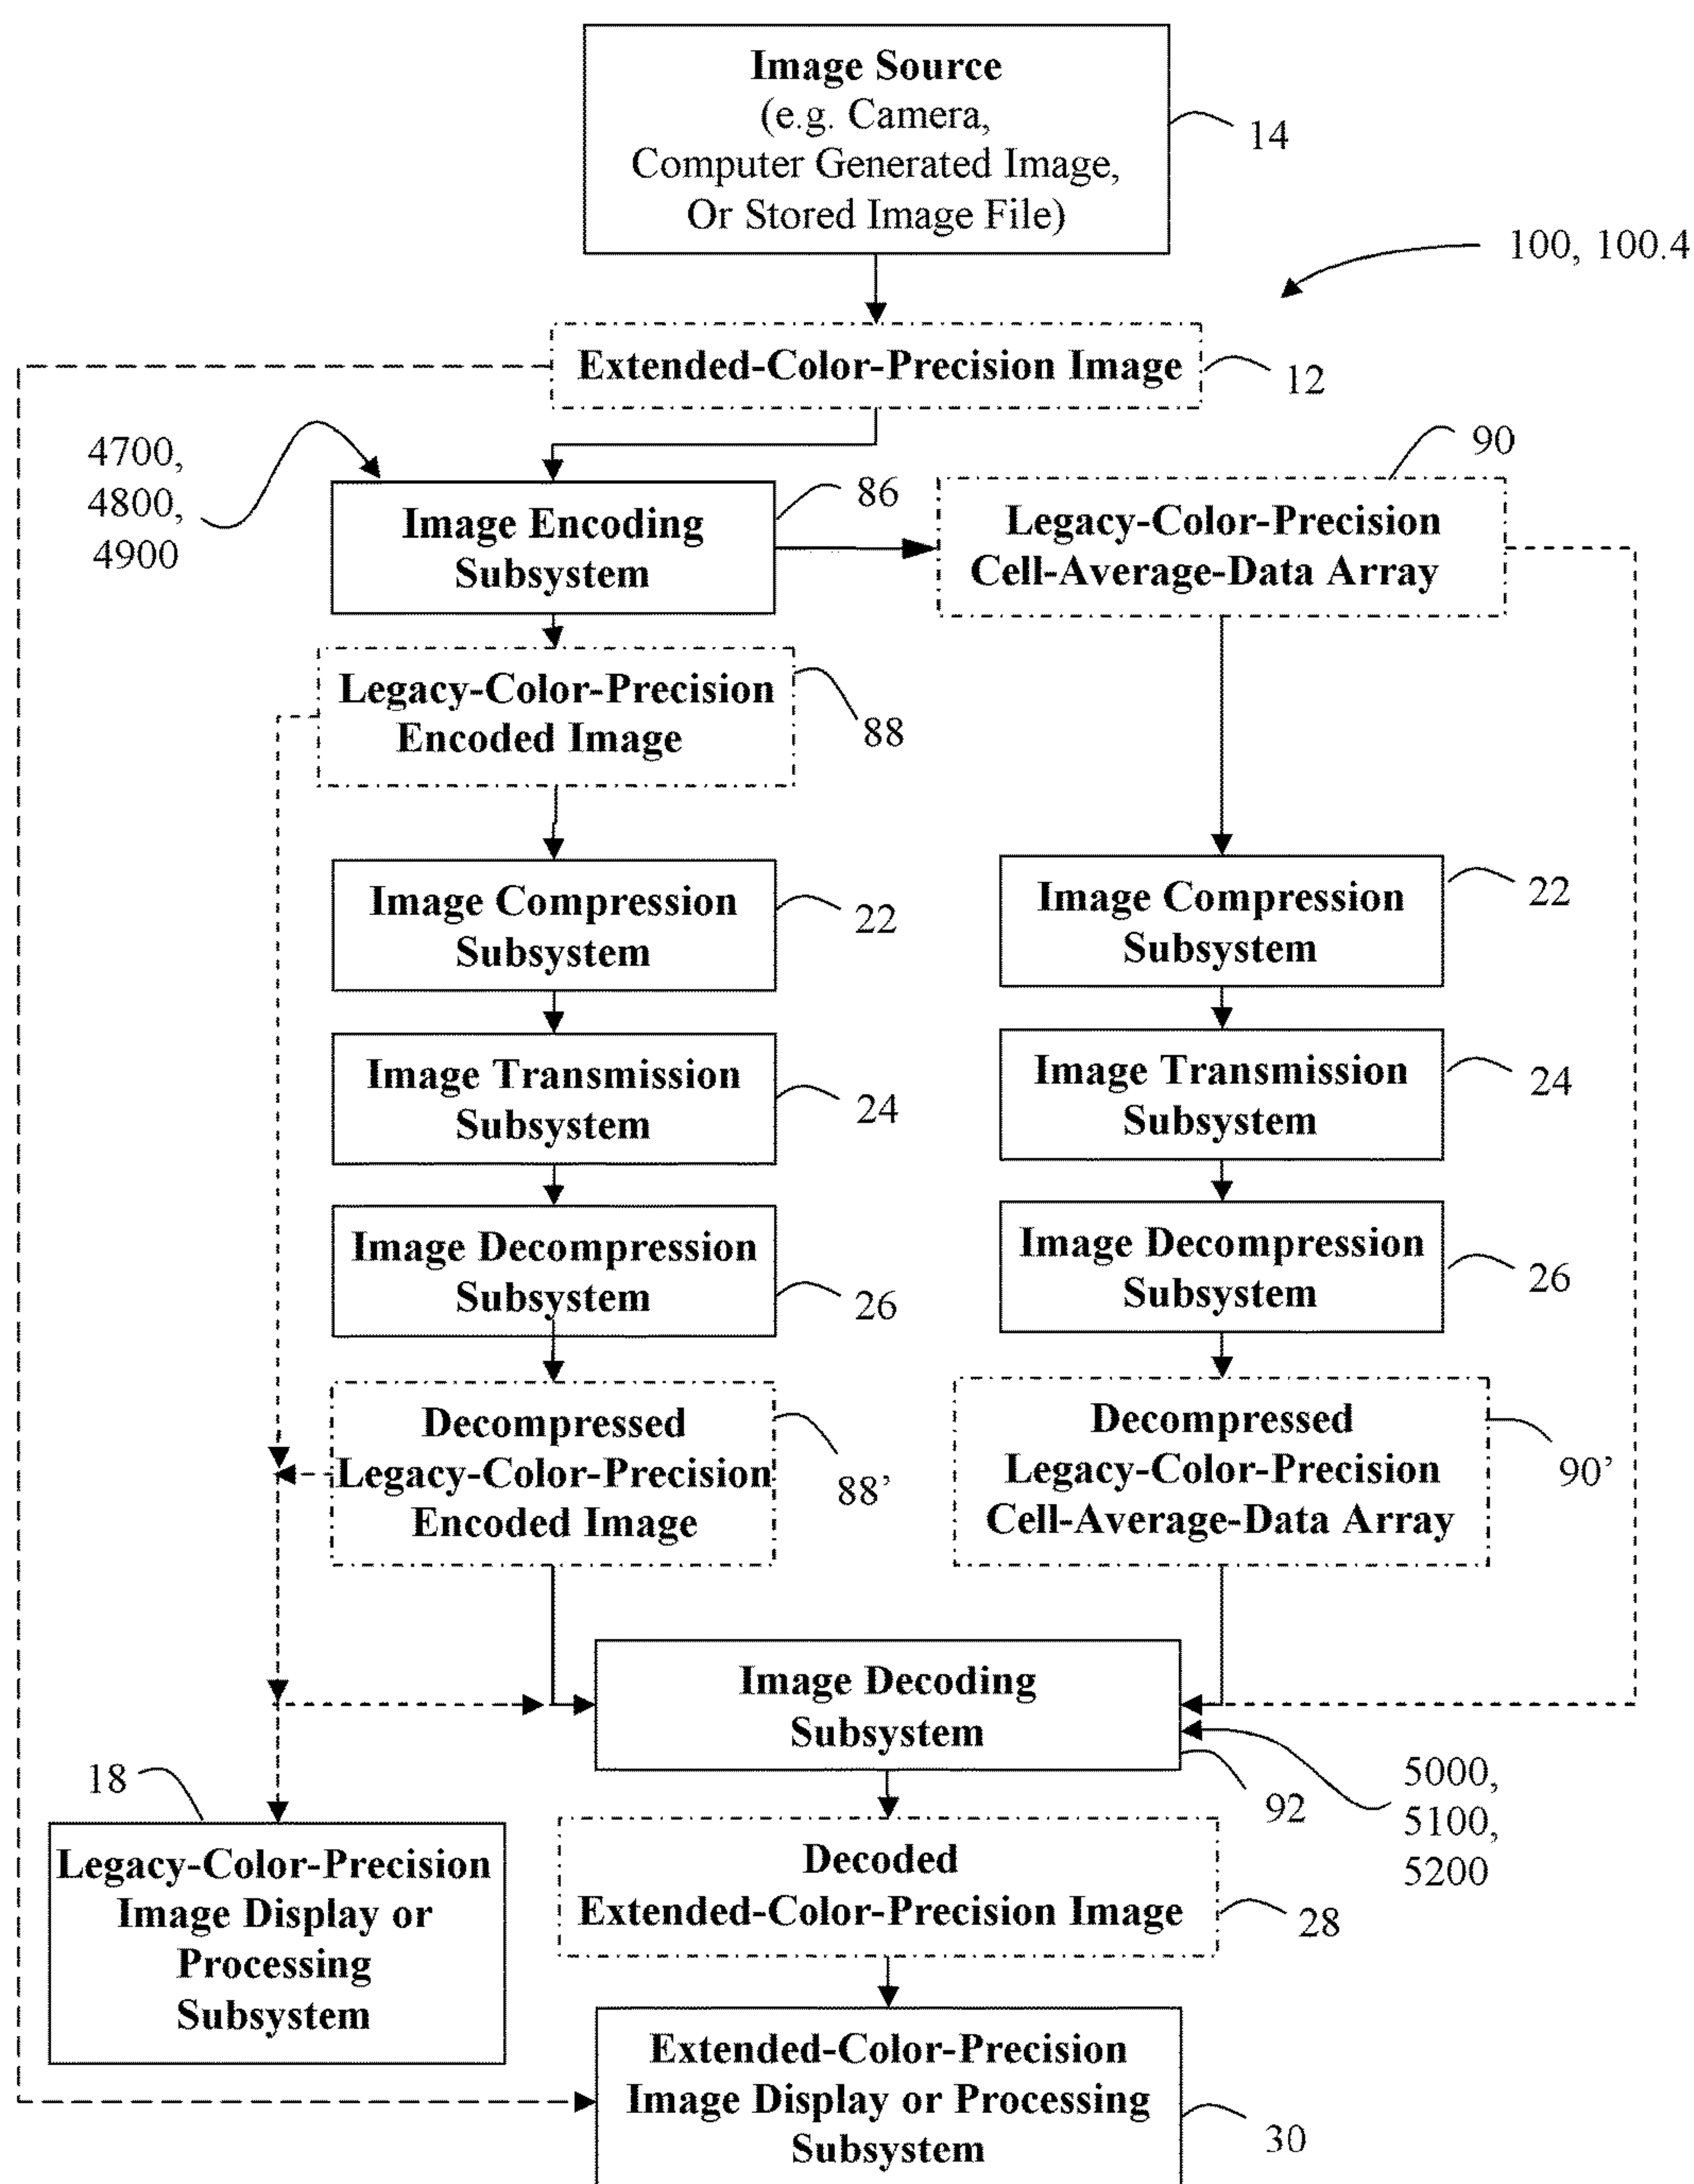 Image Source
(e.g. Camera,
Computer Generated Image,
Or Stored Image File)
14
100, 100.4
Extended-Color-Precision Image
12
4700,
4800,
4900
Image Encoding
Subsystem
86
90
Legacy-Color-Precision
Cell-Average-Data Array
Legacy-Color-Precision
Encoded Image
88
Image Compression
Subsystem
22
Image Compression
Subsystem
22
Image Transmission
Subsystem
24
Image Transmission
Subsystem
24
Image Decompression
Subsystem
26
Image Decompression
Subsystem
26
Decompressed
Legacy-Color-Precision
Encoded Image
88’
Decompressed
Legacy-Color-Precision
Cell-Average-Data Array
90’
Image Decoding
Subsystem
92
5000,
5100,
5200
18
Legacy-Color-Precision
Image Display or
Processing
Subsystem
Decoded
Extended-Color-Precision Image
28
Extended-Color-Precision
Image Display or Processing
Subsystem
30